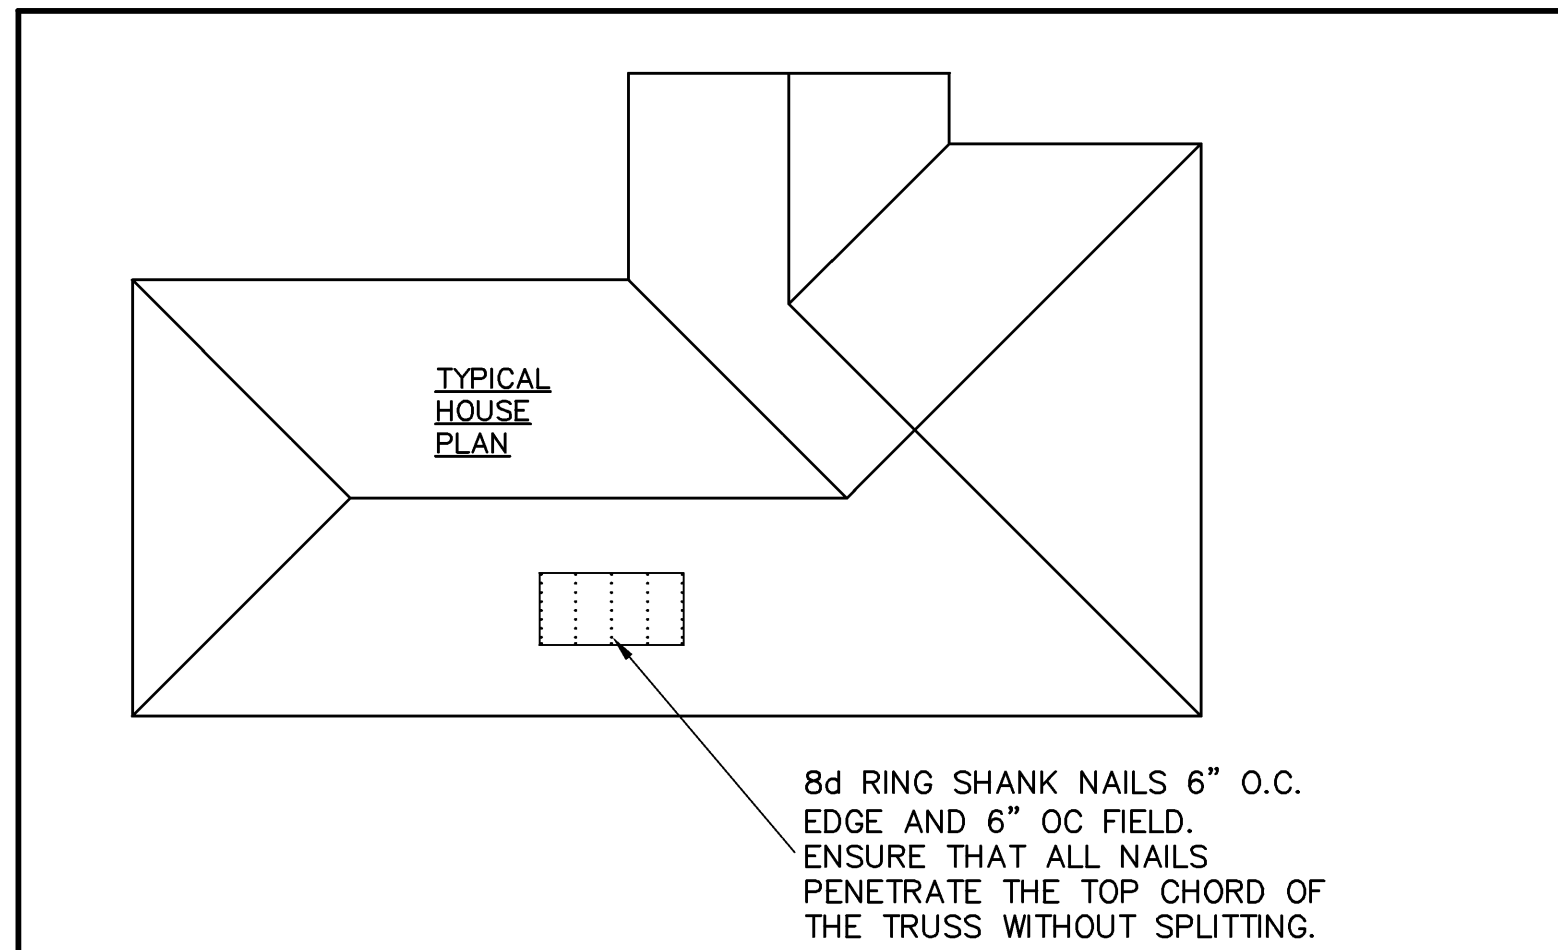 TYPICAL
HOUSE
PLAN
8d RING SHANK NAILS 6” O.C.
EDGE AND 6” OC FIELD.
ENSURE THAT ALL NAILS
PENETRATE THE TOP CHORD OF
THE TRUSS WITHOUT SPLITTING.